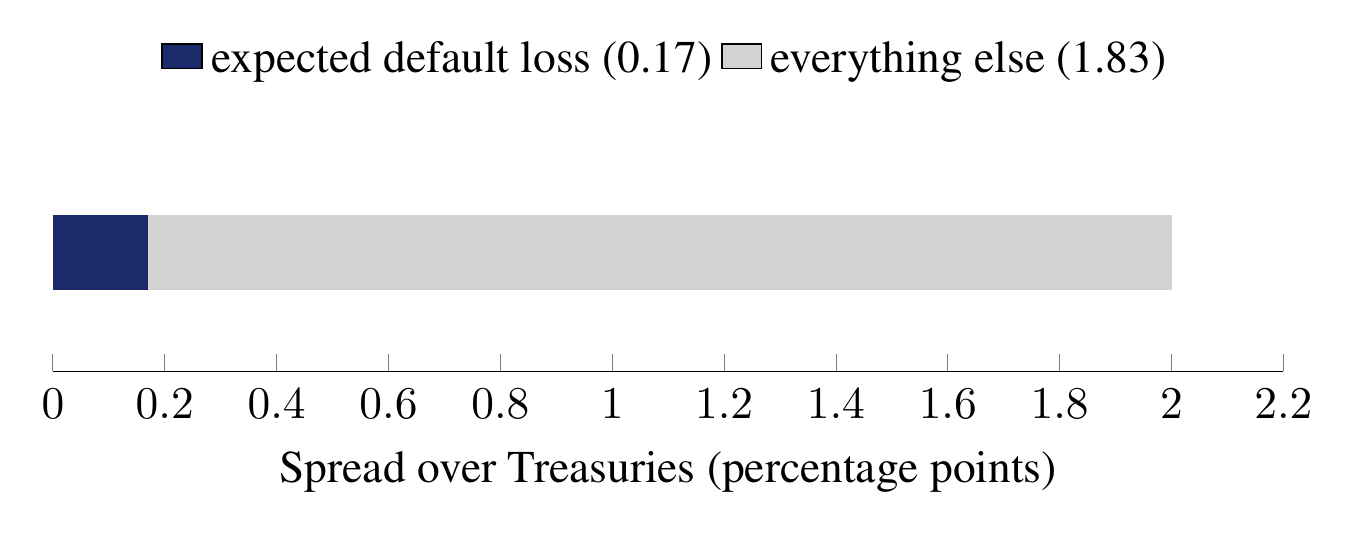 expected default loss (0.17) everything else (1.83)
0 0.2 0.4 0.6 0.8 1 1.2 1.4 1.6 1.8 2 2.2
Spread over Treasuries (percentage points)